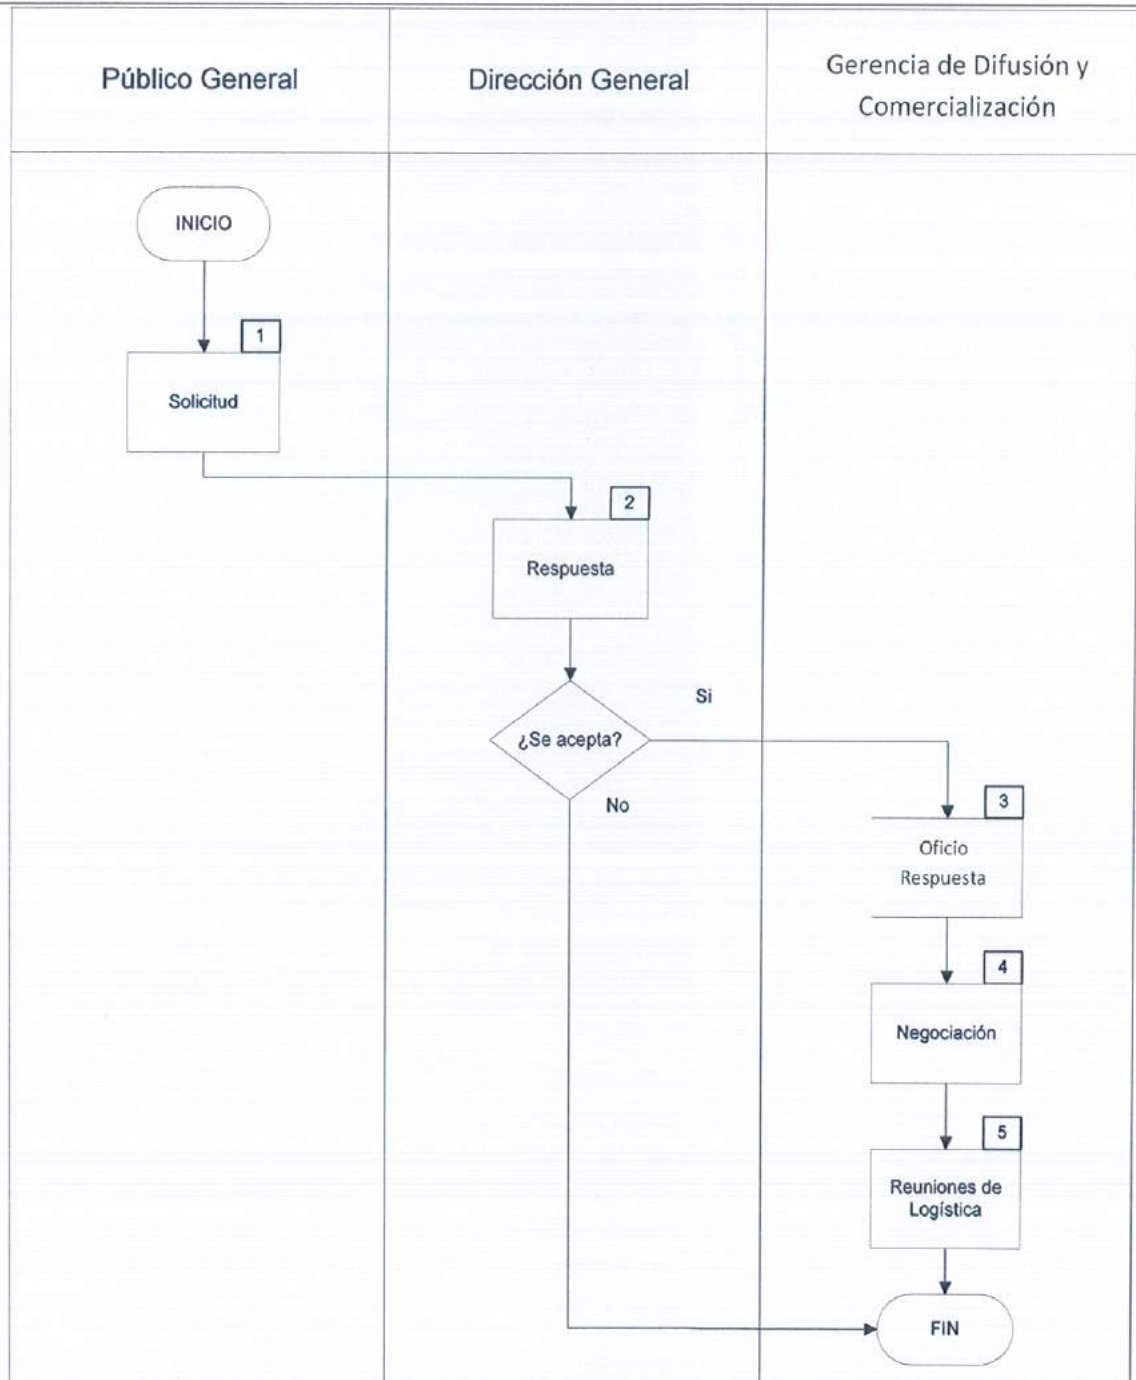 Público General
Dirección General
Gerencia de Difusión y
Comercialización
INICIO
1
Solicitud
2
Respuesta
¿Se acepta?
Si
No
3
Oficio
Respuesta
4
Negociación
5
Reuniones de
Logística
FIN